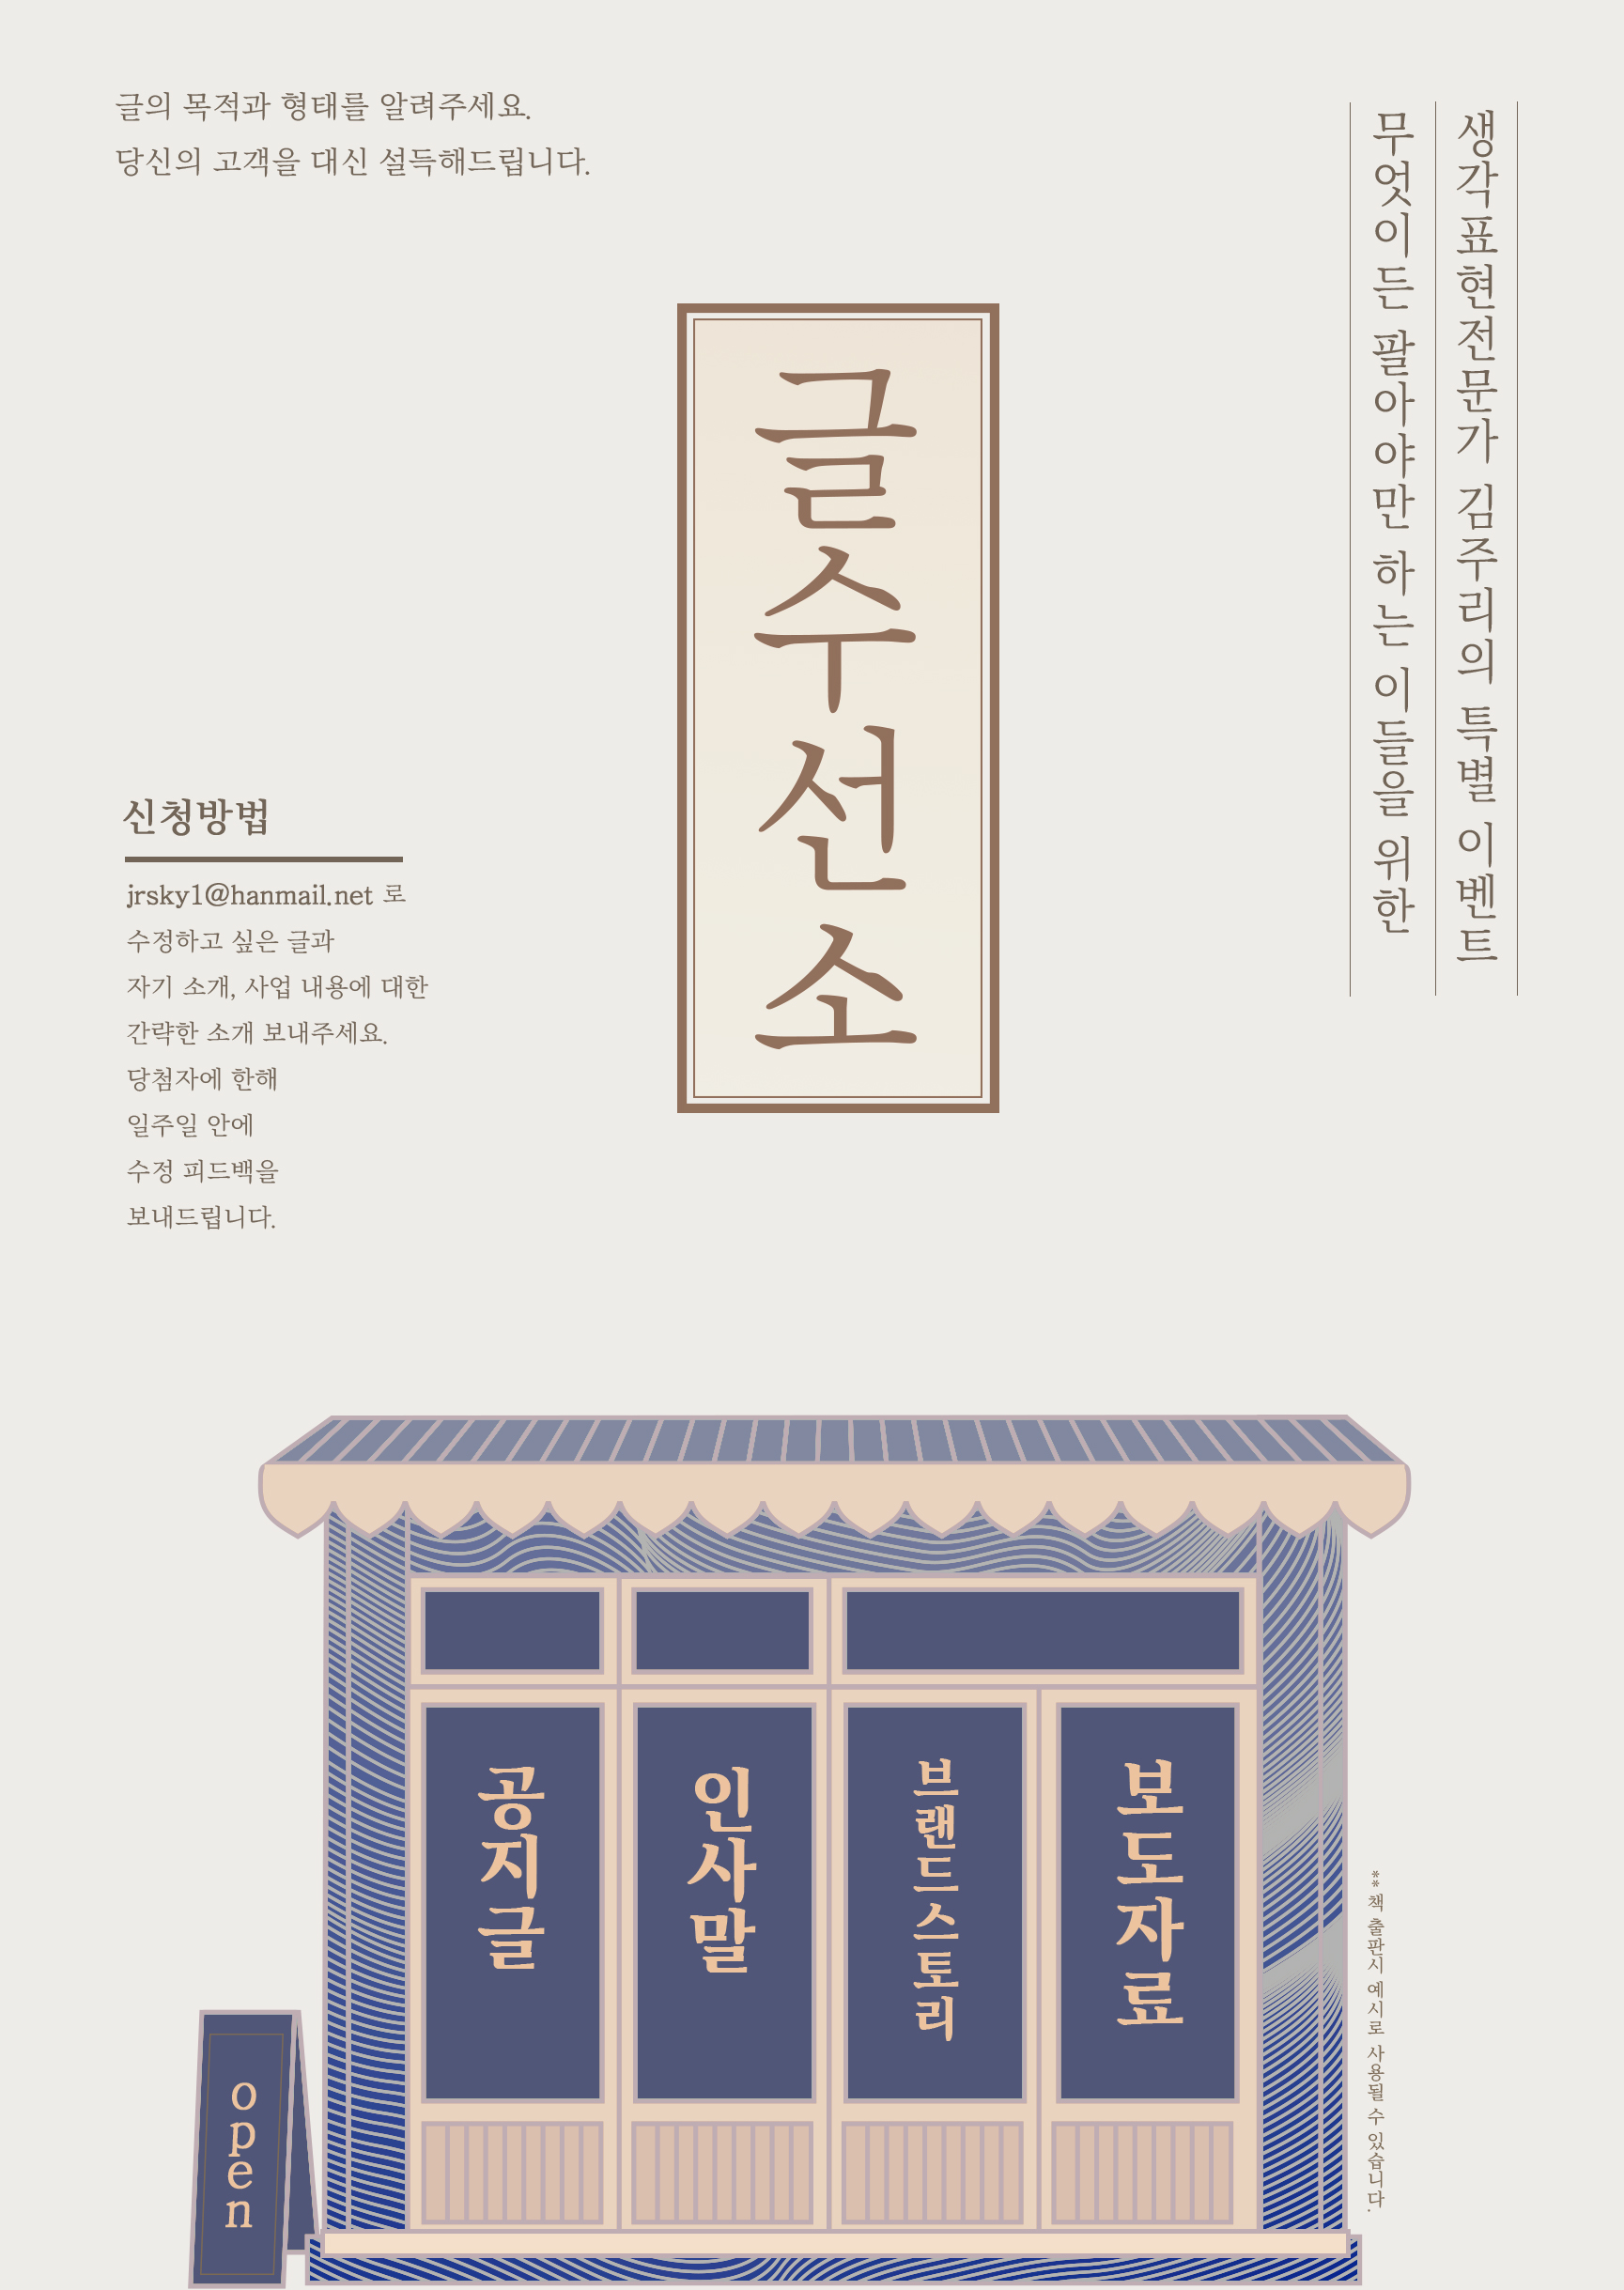 글의 목적과 형태를 알려주세요.
당신의 고객을 대신 설득해드립니다.
생각표현전문가 김주리의 특별 이벤트
무엇이든 팔아야만 하는 이들을 위한
글수선소
신청방법
jrsky1@hanmail.net 로
수정하고 싶은 글과
자기 소개, 사업 내용에 대한
간략한 소개 보내주세요.
당첨자에 한해
일주일 안에
수정 피드백을
보내드립니다.
공지글
인사말
브랜드스토리
보도자료
**책 출판시 예시로 사용될 수 있습니다.
open